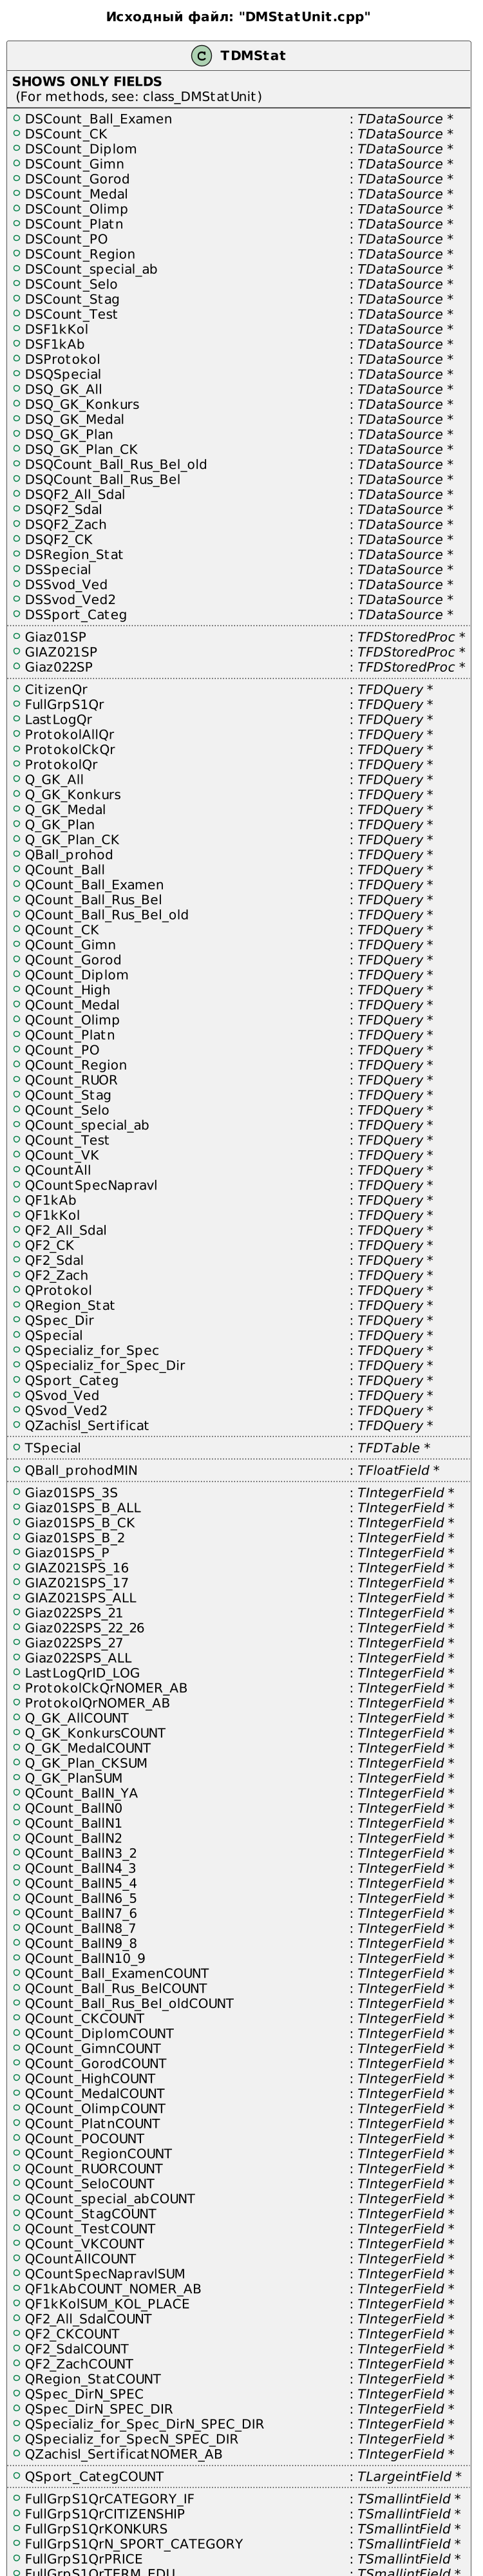 Исходный файл: "DMStatUnit.cpp"
C TDMStat
SHOWS ONLY FIELDS
(For methods, see: class_DMStatUnit)
DSCount_Ball_Examen : TDataSource *
DSCount_CK : TDataSource *
DSCount_Diplom : TDataSource *
DSCount_Gimn : TDataSource *
DSCount_Gorod : TDataSource *
DSCount_Medal : TDataSource *
DSCount_Olimp : TDataSource *
DSCount_Platn : TDataSource *
DSCount_PO : TDataSource *
DSCount_Region : TDataSource *
DSCount_special_ab : TDataSource *
DSCount_Selo : TDataSource *
DSCount_Stag : TDataSource *
DSCount_Test : TDataSource *
DSF1kKol : TDataSource *
DSF1kAb : TDataSource *
DSProtokol : TDataSource *
DSQSpecial : TDataSource *
DSQ_GK_All : TDataSource *
DSQ_GK_Konkurs : TDataSource *
DSQ_GK_Medal : TDataSource *
DSQ_GK_Plan : TDataSource *
DSQ_GK_Plan_CK : TDataSource *
DSQCount_Ball_Rus_Bel_old : TDataSource *
DSQCount_Ball_Rus_Bel : TDataSource *
DSQF2_All_Sdal : TDataSource *
DSQF2_Sdal : TDataSource *
DSQF2_Zach : TDataSource *
DSQF2_CK : TDataSource *
DSRegion_Stat : TDataSource *
DSSpecial : TDataSource *
DSSvod_Ved : TDataSource *
DSSvod_Ved2 : TDataSource *
DSSport_Categ : TDataSource *
Giaz01SP : TFDStoredProc *
GIAZ021SP : TFDStoredProc *
Giaz022SP : TFDStoredProc *
CitizenQr : TFDQuery *
FullGrpS1Qr : TFDQuery *
LastLogQr : TFDQuery *
ProtokolAllQr : TFDQuery *
ProtokolCkQr : TFDQuery *
ProtokolQr : TFDQuery *
Q_GK_All : TFDQuery *
Q_GK_Konkurs : TFDQuery *
Q_GK_Medal : TFDQuery *
Q_GK_Plan : TFDQuery *
Q_GK_Plan_CK : TFDQuery *
QBall_prohod : TFDQuery *
QCount_Ball : TFDQuery *
QCount_Ball_Examen : TFDQuery *
QCount_Ball_Rus_Bel : TFDQuery *
QCount_Ball_Rus_Bel_old : TFDQuery *
QCount_CK : TFDQuery *
QCount_Gimn : TFDQuery *
QCount_Gorod : TFDQuery *
QCount_Diplom : TFDQuery *
QCount_High : TFDQuery *
QCount_Medal : TFDQuery *
QCount_Olimp : TFDQuery *
QCount_Platn : TFDQuery *
QCount_PO : TFDQuery *
QCount_Region : TFDQuery *
QCount_RUOR : TFDQuery *
QCount_Stag : TFDQuery *
QCount_Selo : TFDQuery *
QCount_special_ab : TFDQuery *
QCount_Test : TFDQuery *
QCount_VK : TFDQuery *
QCountAll : TFDQuery *
QCountSpecNapravl : TFDQuery *
QF1kAb : TFDQuery *
QF1kKol : TFDQuery *
QF2_All_Sdal : TFDQuery *
QF2_CK : TFDQuery *
QF2_Sdal : TFDQuery *
QF2_Zach : TFDQuery *
QProtokol : TFDQuery *
QRegion_Stat : TFDQuery *
QSpec_Dir : TFDQuery *
QSpecial : TFDQuery *
QSpecializ_for_Spec : TFDQuery *
QSpecializ_for_Spec_Dir : TFDQuery *
QSport_Categ : TFDQuery *
QSvod_Ved : TFDQuery *
QSvod_Ved2 : TFDQuery *
QZachisl_Sertificat : TFDQuery *
TSpecial : TFDTable *
QBall_prohodMIN : TFloatField *
Giaz01SPS_3S : TIntegerField *
Giaz01SPS_B_ALL : TIntegerField *
Giaz01SPS_B_CK : TIntegerField *
Giaz01SPS_B_2 : TIntegerField *
Giaz01SPS_P : TIntegerField *
GIAZ021SPS_16 : TIntegerField *
GIAZ021SPS_17 : TIntegerField *
GIAZ021SPS_ALL : TIntegerField *
Giaz022SPS_21 : TIntegerField *
Giaz022SPS_22_26 : TIntegerField *
Giaz022SPS_27 : TIntegerField *
Giaz022SPS_ALL : TIntegerField *
LastLogQrID_LOG : TIntegerField *
ProtokolCkQrNOMER_AB : TIntegerField *
ProtokolQrNOMER_AB : TIntegerField *
Q_GK_AllCOUNT : TIntegerField *
Q_GK_KonkursCOUNT : TIntegerField *
Q_GK_MedalCOUNT : TIntegerField *
Q_GK_Plan_CKSUM : TIntegerField *
Q_GK_PlanSUM : TIntegerField *
QCount_BallN_YA : TIntegerField *
QCount_BallN0 : TIntegerField *
QCount_BallN1 : TIntegerField *
QCount_BallN2 : TIntegerField *
QCount_BallN3_2 : TIntegerField *
QCount_BallN4_3 : TIntegerField *
QCount_BallN5_4 : TIntegerField *
QCount_BallN6_5 : TIntegerField *
QCount_BallN7_6 : TIntegerField *
QCount_BallN8_7 : TIntegerField *
QCount_BallN9_8 : TIntegerField *
QCount_BallN10_9 : TIntegerField *
QCount_Ball_ExamenCOUNT : TIntegerField *
QCount_Ball_Rus_BelCOUNT : TIntegerField *
QCount_Ball_Rus_Bel_oldCOUNT : TIntegerField *
QCount_CKCOUNT : TIntegerField *
QCount_DiplomCOUNT : TIntegerField *
QCount_GimnCOUNT : TIntegerField *
QCount_GorodCOUNT : TIntegerField *
QCount_HighCOUNT : TIntegerField *
QCount_MedalCOUNT : TIntegerField *
QCount_OlimpCOUNT : TIntegerField *
QCount_PlatnCOUNT : TIntegerField *
QCount_POCOUNT : TIntegerField *
QCount_RegionCOUNT : TIntegerField *
QCount_RUORCOUNT : TIntegerField *
QCount_SeloCOUNT : TIntegerField *
QCount_special_abCOUNT : TIntegerField *
QCount_StagCOUNT : TIntegerField *
QCount_TestCOUNT : TIntegerField *
QCount_VKCOUNT : TIntegerField *
QCountAllCOUNT : TIntegerField *
QCountSpecNapravlSUM : TIntegerField *
QF1kAbCOUNT_NOMER_AB : TIntegerField *
QF1kKolSUM_KOL_PLACE : TIntegerField *
QF2_All_SdalCOUNT : TIntegerField *
QF2_CKCOUNT : TIntegerField *
QF2_SdalCOUNT : TIntegerField *
QF2_ZachCOUNT : TIntegerField *
QRegion_StatCOUNT : TIntegerField *
QSpec_DirN_SPEC : TIntegerField *
QSpec_DirN_SPEC_DIR : TIntegerField *
QSpecializ_for_Spec_DirN_SPEC_DIR : TIntegerField *
QSpecializ_for_SpecN_SPEC_DIR : TIntegerField *
QZachisl_SertificatNOMER_AB : TIntegerField *
QSport_CategCOUNT : TLargeintField *
FullGrpS1QrCATEGORY_IF : TSmallintField *
FullGrpS1QrCITIZENSHIP : TSmallintField *
FullGrpS1QrKONKURS : TSmallintField *
FullGrpS1QrN_SPORT_CATEGORY : TSmallintField *
FullGrpS1QrPRICE : TSmallintField *
FullGrpS1QrTERM_EDU : TSmallintField *